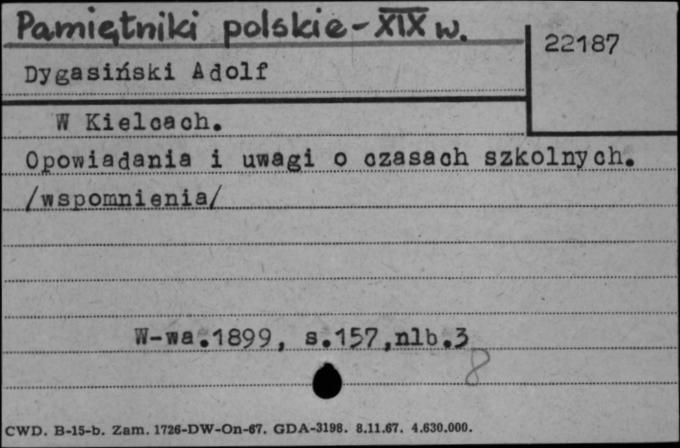 Pamiętniki polskie - XIX w.
22187
Dygasiński Adolf
W Kielcach.
Opowiadania i uwagi o czasach szkolnych.
/wspomnienia/
W-wa.1899, s.157,nlb.3
8
CWD. B-15-b. Zam. 1726-DW-On-67. GDA-3198. 8.11.67. 4.630.000.